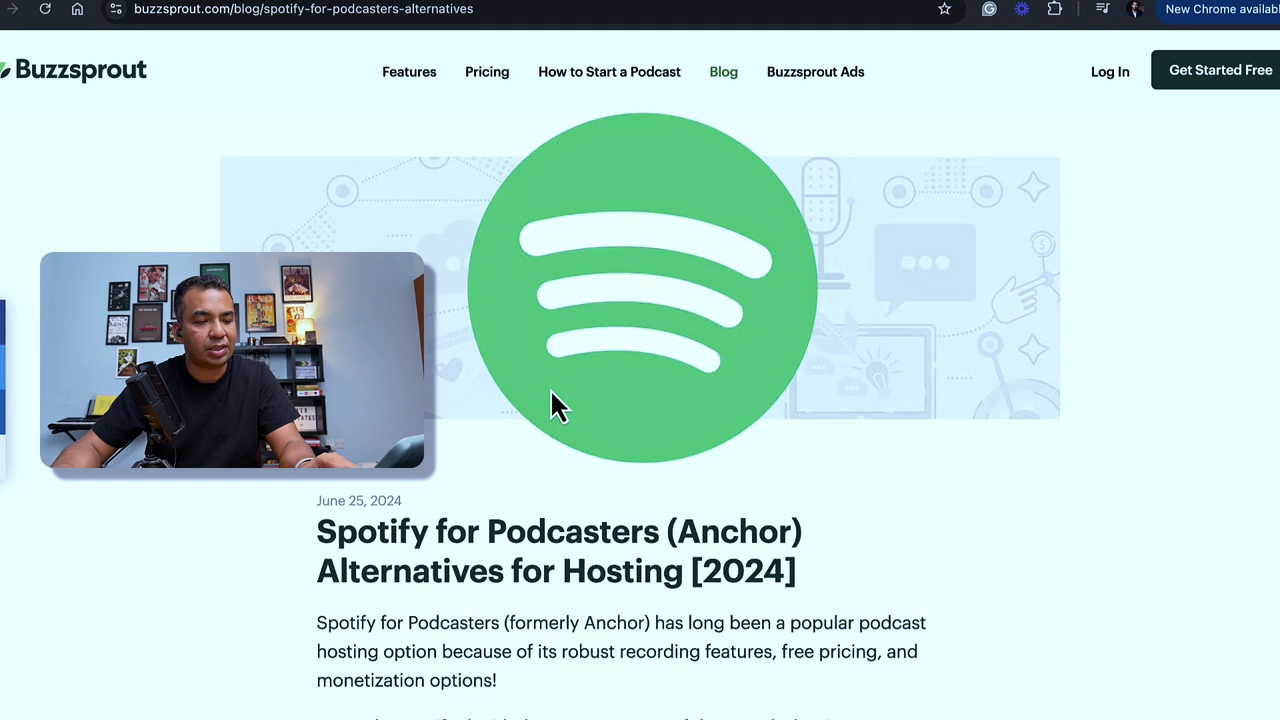 buzzsprout.com/blog/spotify-for-podcasters-alternatives
New Chrome availabl
Buzzsprout
Features
Pricing
How to Start a Podcast
Blog
Buzzsprout Ads
Log In
Get Started Free
June 25, 2024
Spotify for Podcasters (Anchor)
Alternatives for Hosting [2024]
Spotify for Podcasters (formerly Anchor) has long been a popular podcast
hosting option because of its robust recording features, free pricing, and
monetization options!